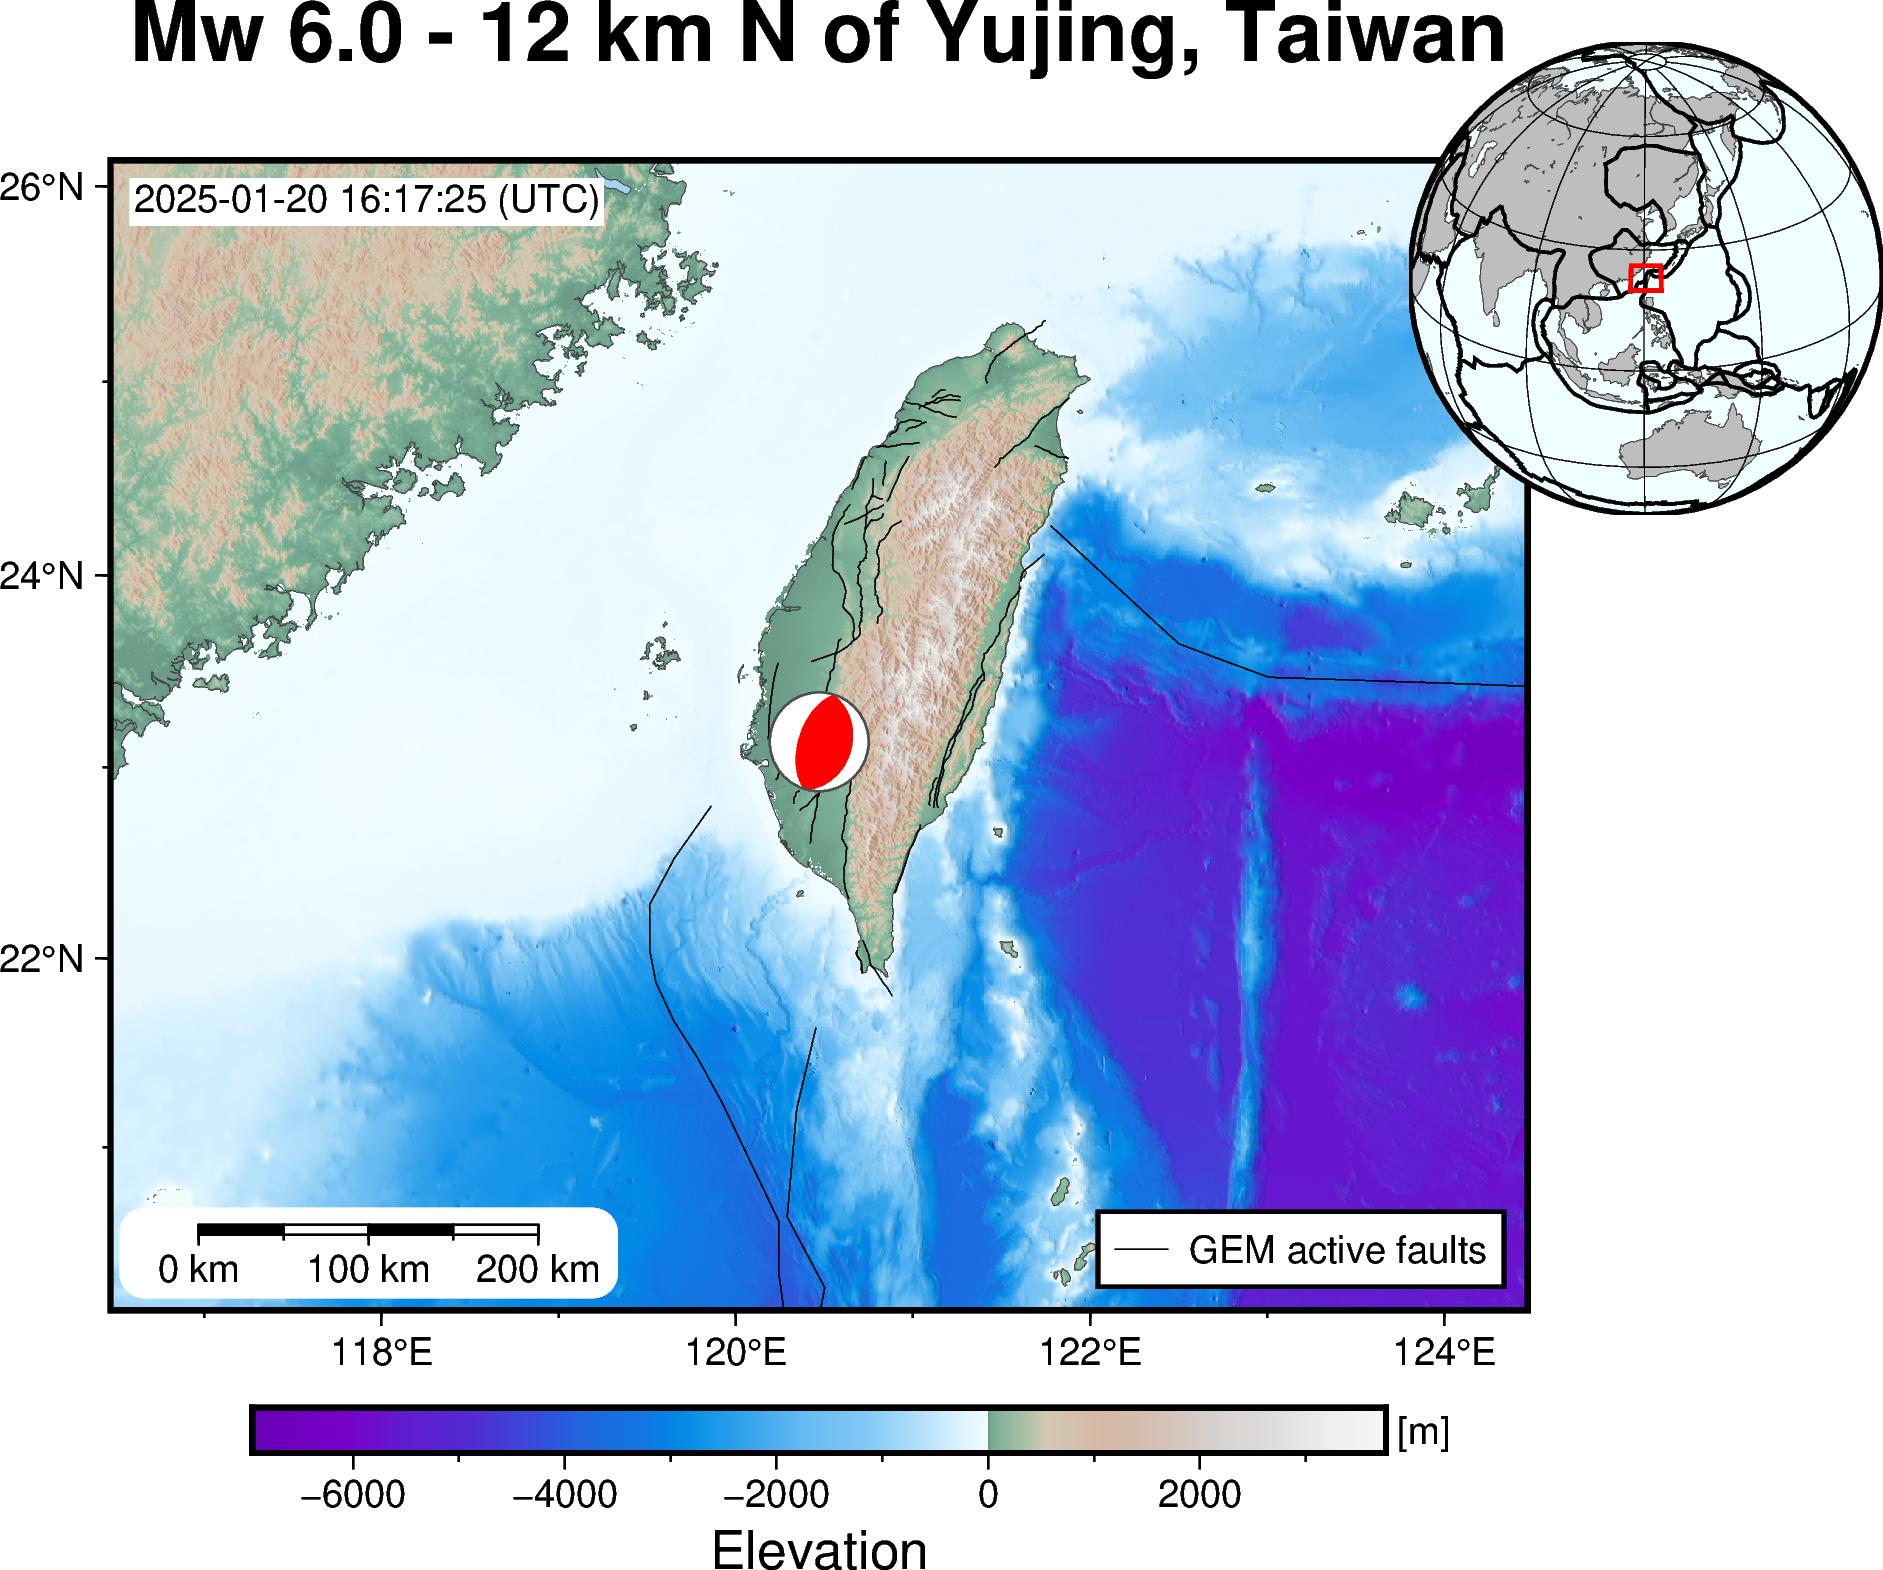 Mw 6.0 - 12 km N of Yujing, Taiwan
2025-01-20 16:17:25 (UTC)
26°N
24°N
22°N
0 km 100 km 200 km
GEM active faults
118°E 120°E 122°E 124°E
[m]
−6000 −4000 −2000 0 2000
Elevation